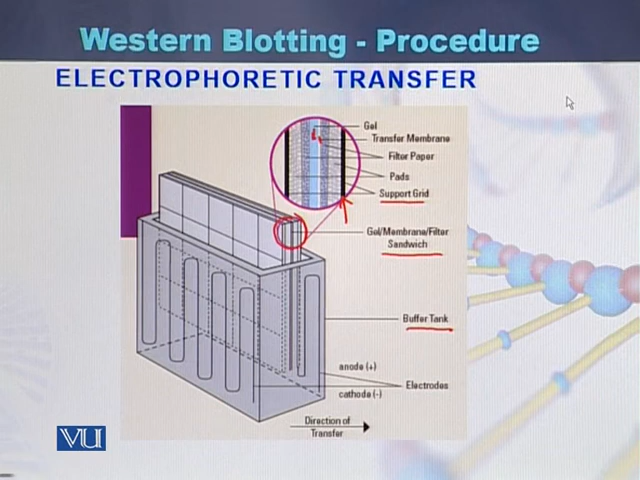 Western Blotting - Procedure
ELECTROPHORETIC TRANSFER
Gel
Transfer Membrane
Filter Paper
Pads
Support Grid
Gel/Membrane/Filter
Sandwich
Buffer Tank
anode (+)
Electrodes
cathode (-)
Direction of
Transfer
VU